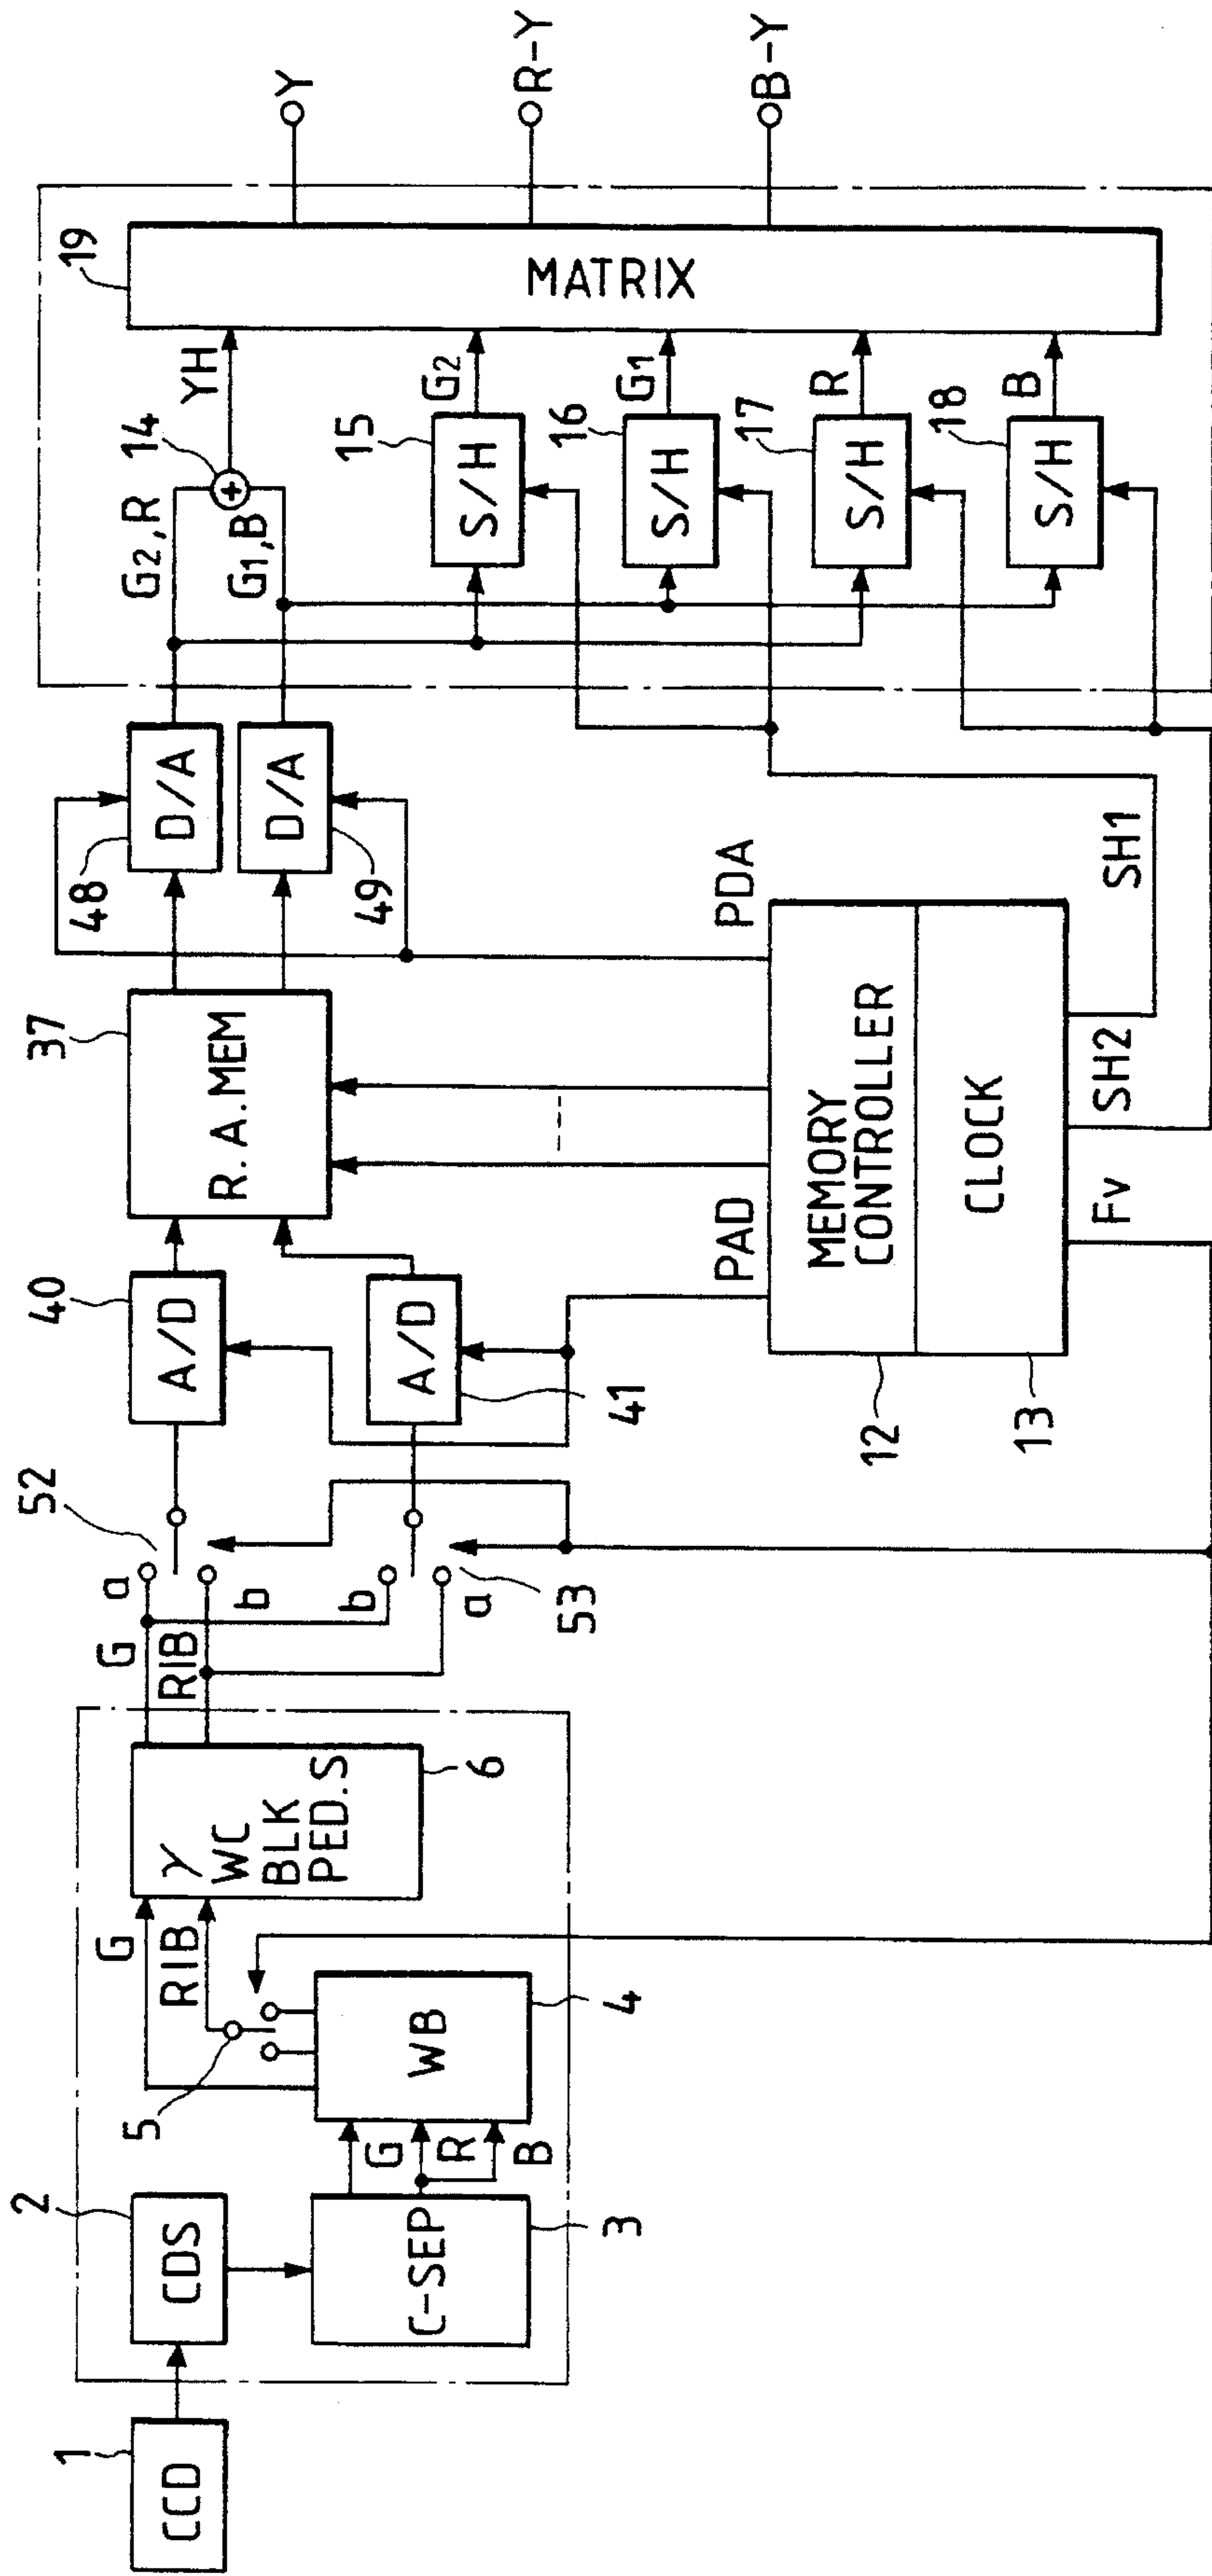 1
CCD
2
CDS
C-SEP
3
G
R
B
WB
4
5
G
RIB
γ
WC
BLK
PED.S
6
G
RIB
a
b
52
b
a
53
40
A/D
A/D
41
37
R.A.MEM
PAD
PDA
MEMORY
CONTROLLER
CLOCK
12
13
Fv
SH2
SH1
48
D/A
D/A
49
G2,R
G1,B
14
YH
15
S/H
G2
16
S/H
G1
17
S/H
R
18
S/H
B
19
MATRIX
Y
R-Y
B-Y